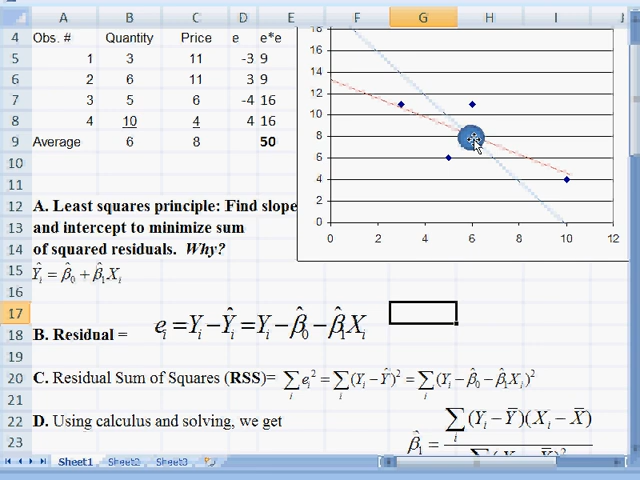 A B C D E F G H I J
4 Obs. # Quantity Price e e*e
5 1 3 11 -3 9
6 2 6 11 3 9
7 3 5 6 -4 16
8 4 10 4 4 16
9 Average 6 8 50
10
11
12 A. Least squares principle: Find slope
13 and intercept to minimize sum
14 of squared residuals. Why?
15 Ŷᵢ = β̂₀ + β̂₁Xᵢ
16
17
18 B. Residual = eᵢ = Yᵢ − Ŷᵢ = Yᵢ − β̂₀ − β̂₁Xᵢ
19
20 C. Residual Sum of Squares (RSS)= ∑ᵢ eᵢ² = ∑ᵢ (Yᵢ − Ŷ)² = ∑ᵢ (Yᵢ − β̂₀ − β̂₁Xᵢ)²
21
22 D. Using calculus and solving, we get
23 β̂₁ = ∑ᵢ (Yᵢ − Ȳ)(Xᵢ − X̄)
18
16
14
12
10
8
6
4
2
0
0 2 4 6 8 10 12
Sheet1 Sheet2 Sheet3